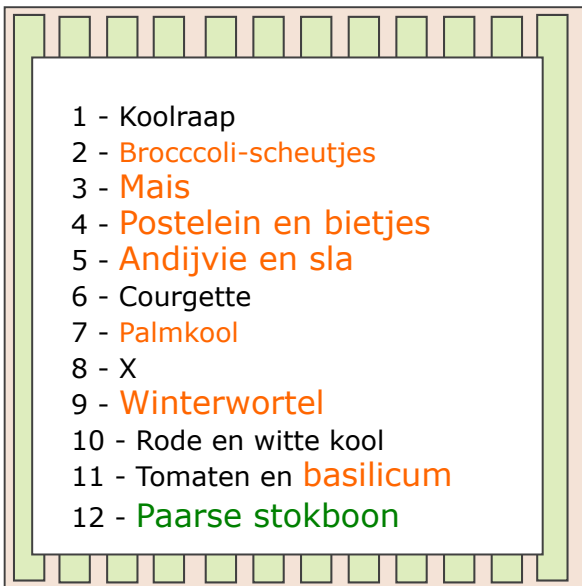 1 - Koolraap
2 - Brocccoli-scheutjes
3 - Mais
4 - Postelein en bietjes
5 - Andijvie en sla
6 - Courgette
7 - Palmkool
8 - X
9 - Winterwortel
10 - Rode en witte kool
11 - Tomaten en basilicum
12 - Paarse stokboon